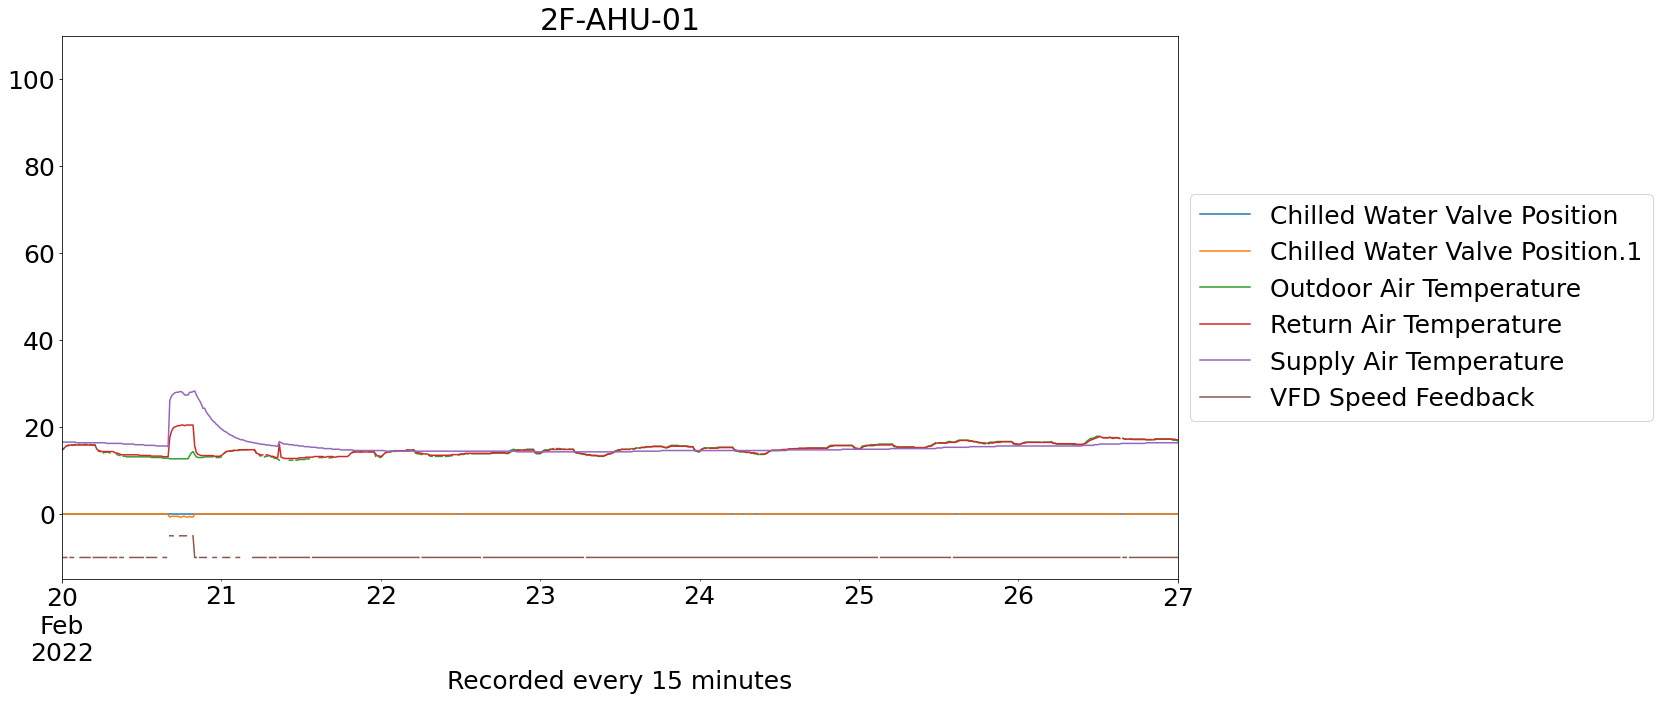 2F-AHU-01
100
80
60
40
20
0
20 21 22 23 24 25 26 27
Feb
2022
Recorded every 15 minutes
Chilled Water Valve Position
Chilled Water Valve Position.1
Outdoor Air Temperature
Return Air Temperature
Supply Air Temperature
VFD Speed Feedback